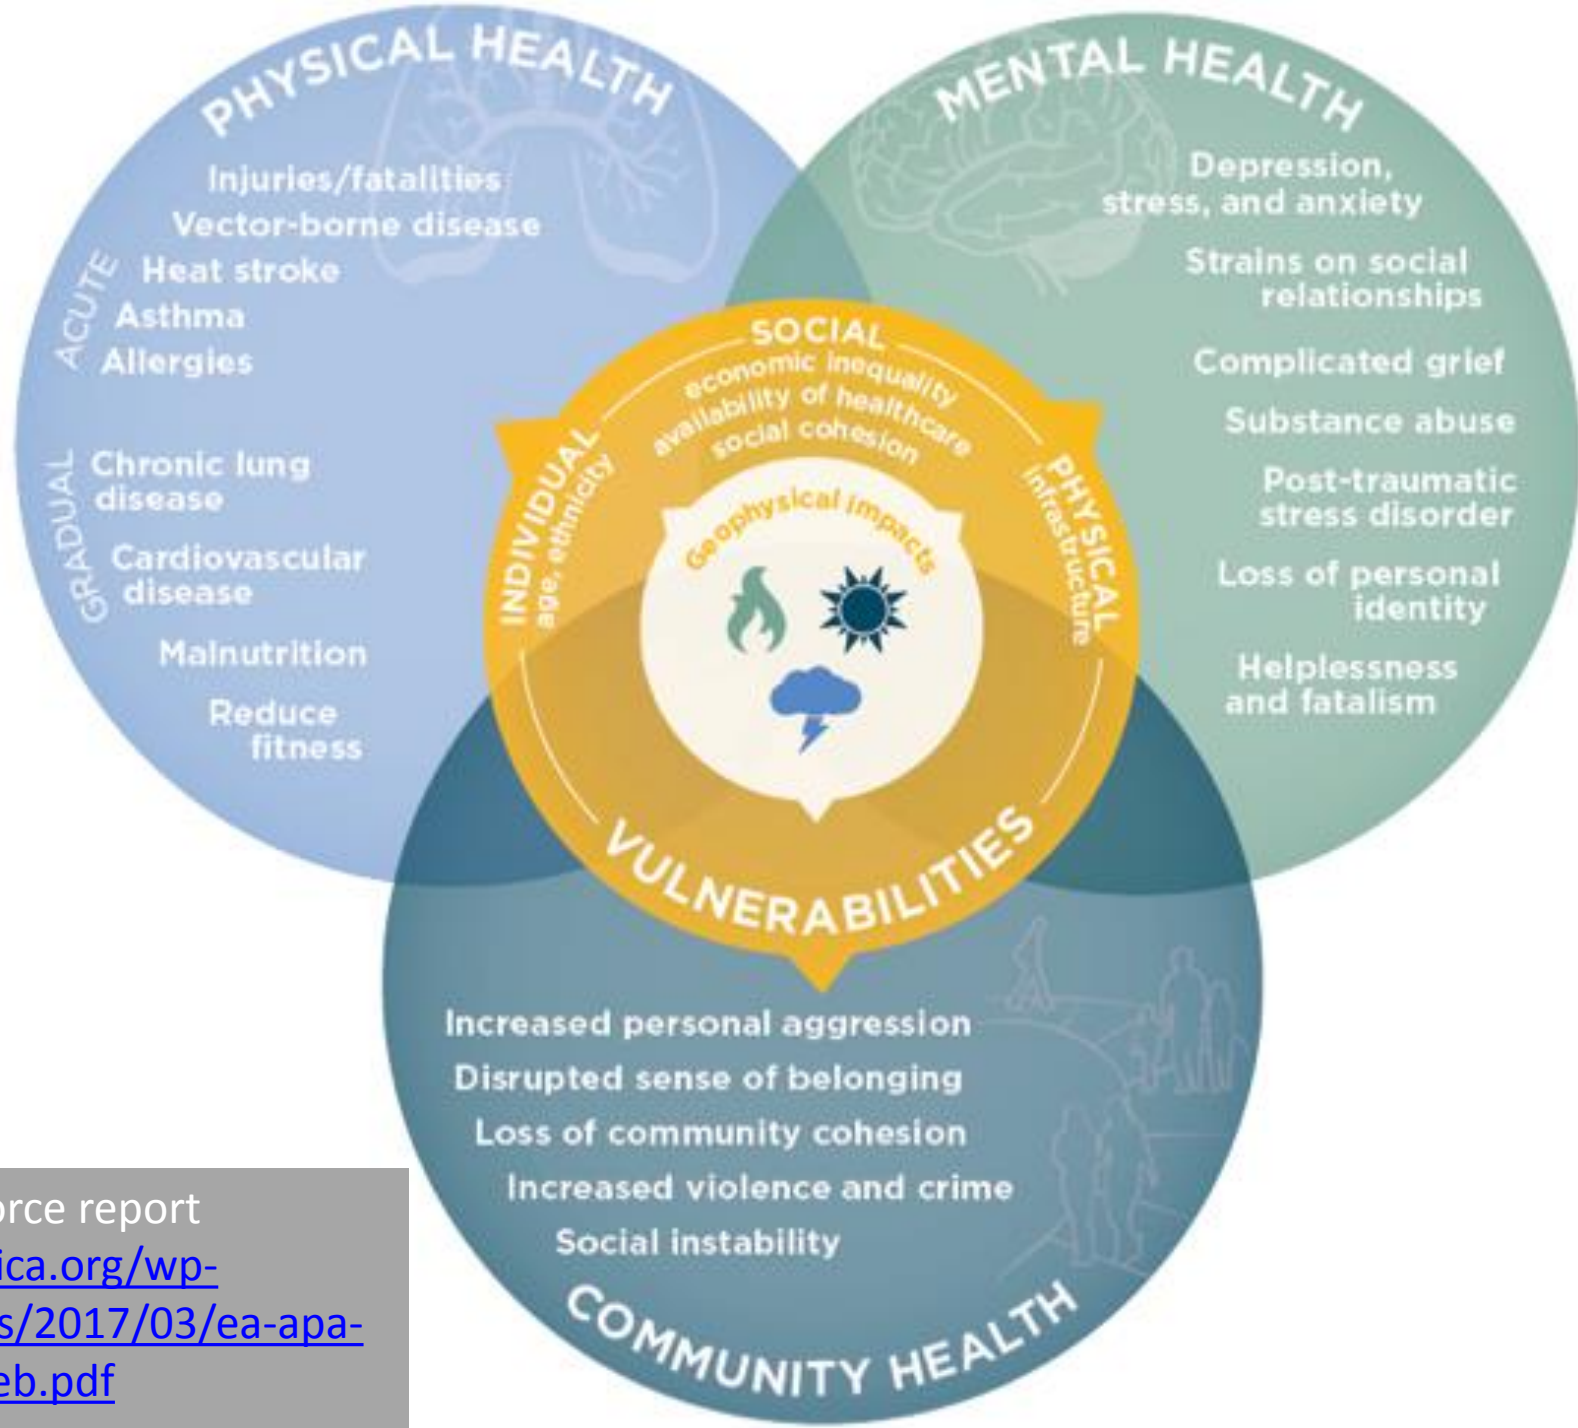 PHYSICAL HEALTH
Injuries/fatalities
Vector-borne disease
ACUTE
Heat stroke
Asthma
Allergies
GRADUAL
Chronic lung
disease
Cardiovascular
disease
Malnutrition
Reduce
fitness
MENTAL HEALTH
Depression,
stress, and anxiety
Strains on social
relationships
Complicated grief
Substance abuse
Post-traumatic
stress disorder
Loss of personal
identity
Helplessness
and fatalism
SOCIAL
economic inequality
availability of healthcare
social cohesion
INDIVIDUAL
age, ethnicity
PHYSICAL
infrastructure
Geophysical impacts
VULNERABILITIES
Increased personal aggression
Disrupted sense of belonging
Loss of community cohesion
Increased violence and crime
Social instability
COMMUNITY HEALTH
orce report
ica.org/wp-
s/2017/03/ea-apa-
eb.pdf